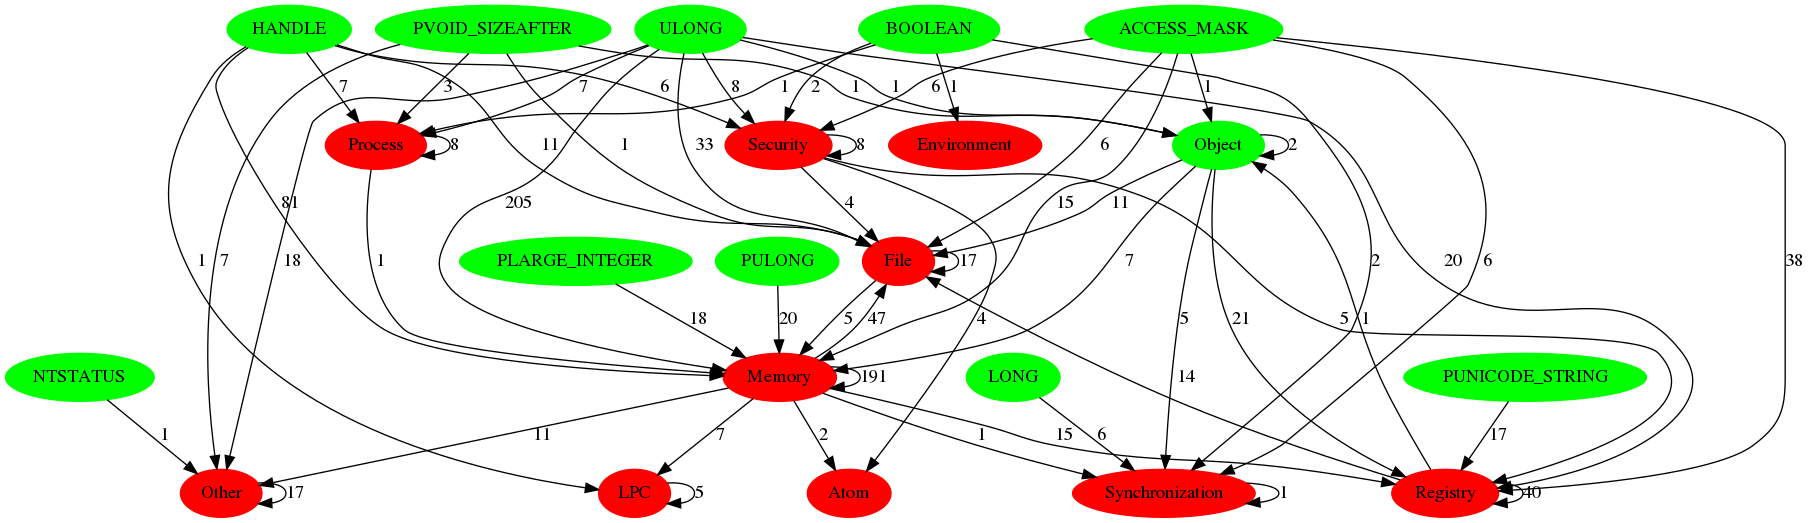 HANDLE PVOID_SIZEAFTER ULONG BOOLEAN ACCESS_MASK
7 3 7 6 8 1 2 1 1 1 6 1
Process 8 Security 8 Environment Object 2
11 1 33 6
205 4 15 11
81
PLARGE_INTEGER PULONG File 17
1 7 18 1 7 2 20 6 38
18 20 5 47 4 5 21 5 1
NTSTATUS Memory 191 LONG 14 PUNICODE_STRING
1 11 7 2 1 15 6 17
Other 17 LPC 5 Atom Synchronization 1 Registry 40